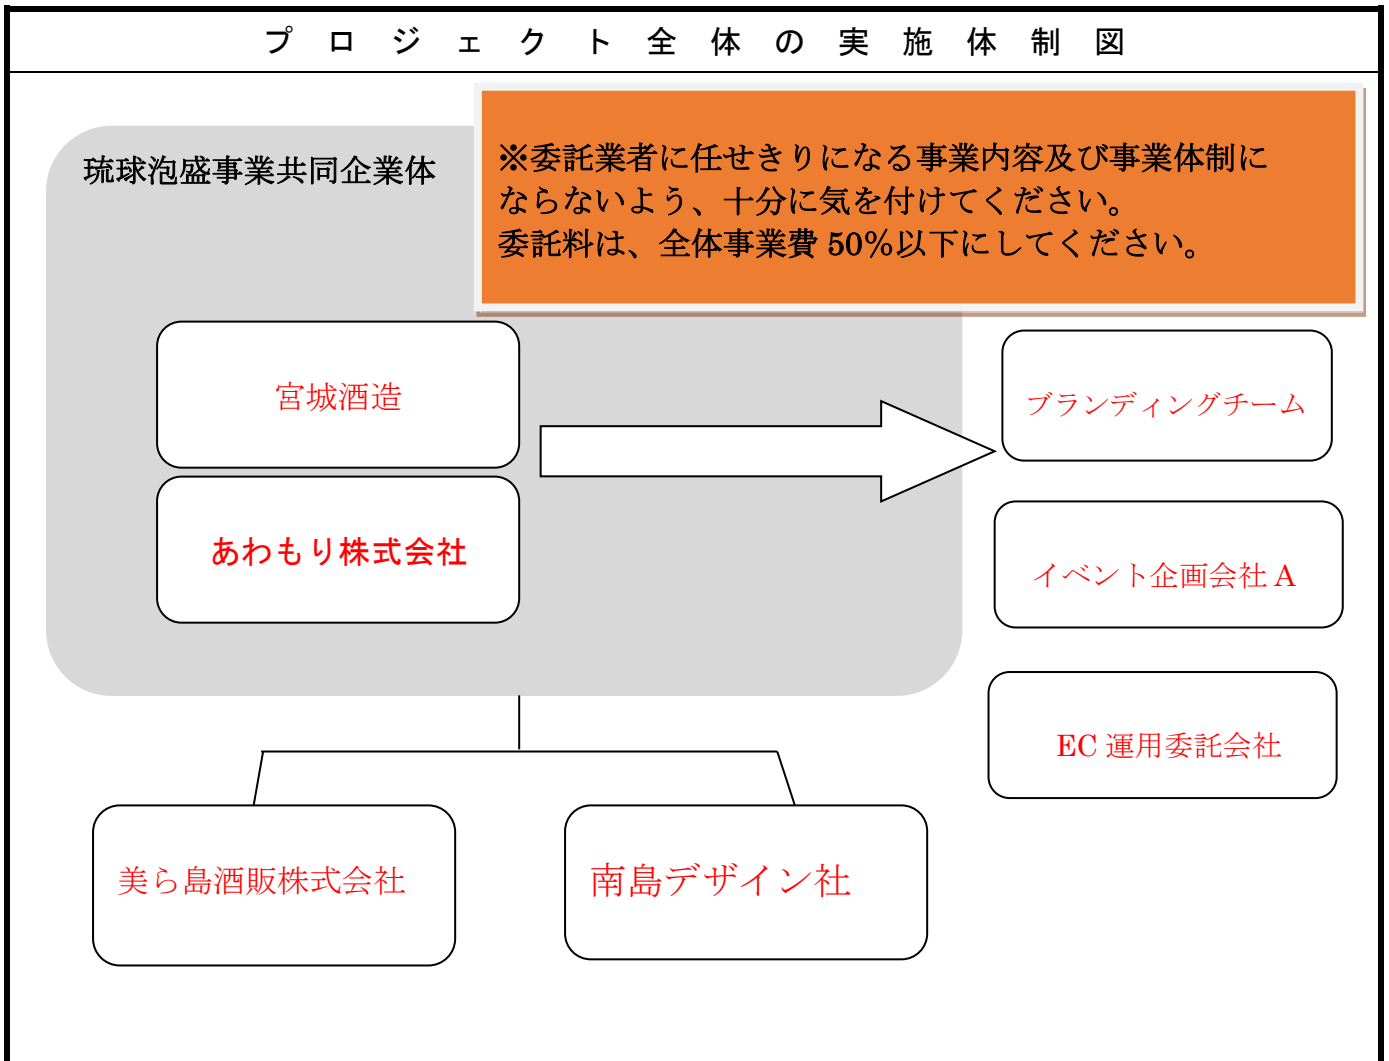 プロジェクト全体の実施体制図
琉球泡盛事業共同企業体
※委託業者に任せきりになる事業内容及び事業体制に
ならないよう、十分に気を付けてください。
委託料は、全体事業費 50%以下にしてください。
宮城酒造
ブランディングチーム
あわもり株式会社
イベント企画会社 A
EC 運用委託会社
美ら島酒販株式会社
南島デザイン社